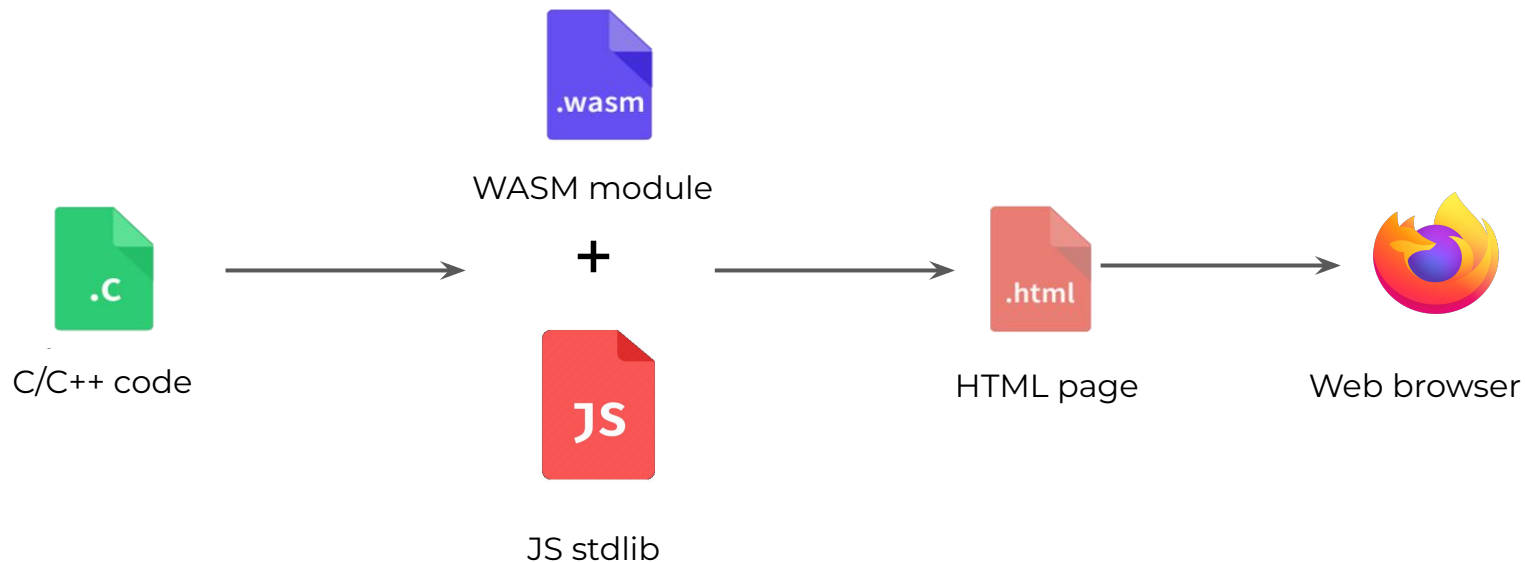 .wasm
WASM module
+
.c
C/C++ code
JS
JS stdlib
.html
HTML page
Web browser